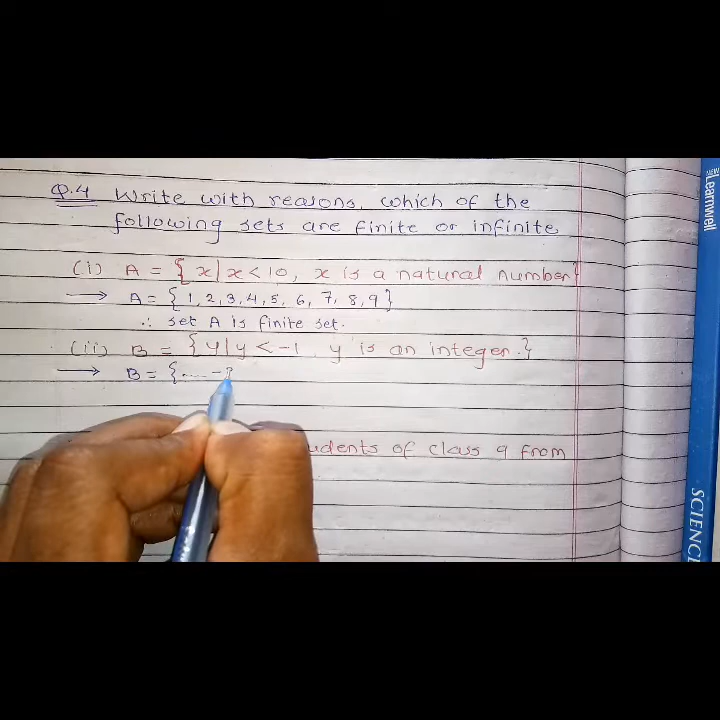 Q.4 Write with reasons, which of the
following sets are finite or infinite
(i) A = { x | x < 10, x is a natural number}
→ A = { 1, 2, 3, 4, 5, 6, 7, 8, 9 }
∴ set A is finite set.
(ii) B = { y | y < -1, y is an integer. }
→ B = { .... -
of class 9 from
NEW
Learnwell
SCIENC